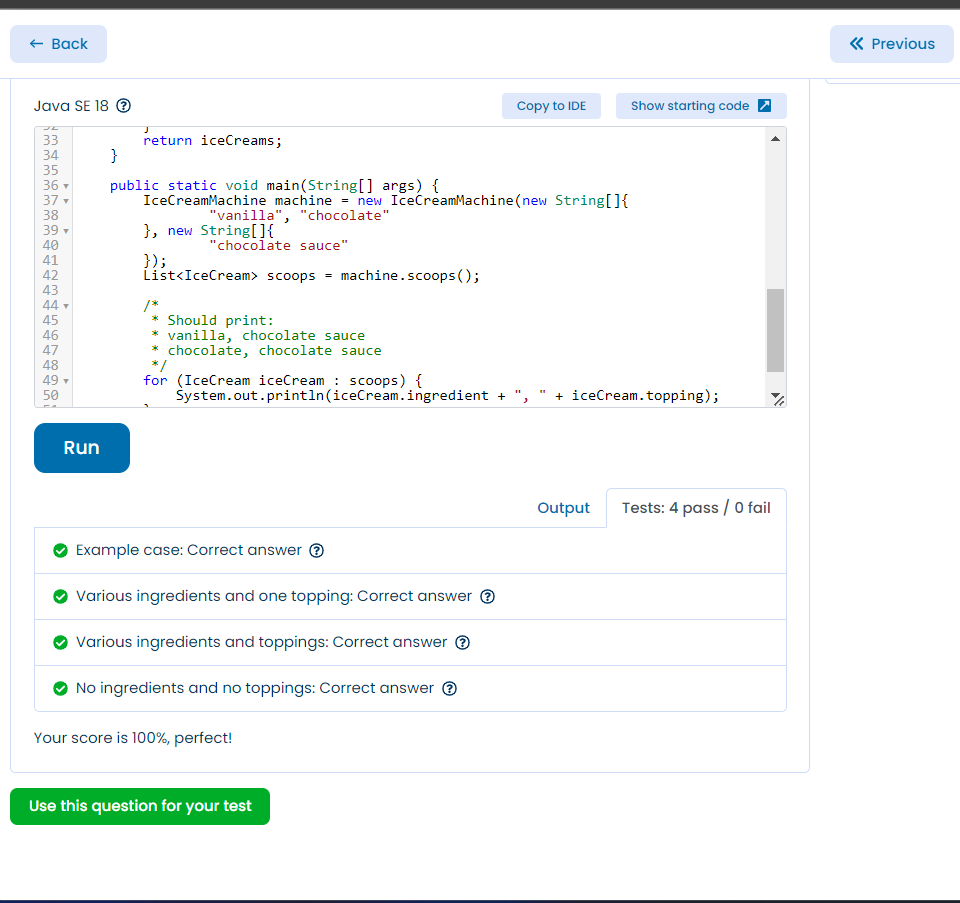 ← Back
Previous
Java SE 18
Copy to IDE
Show starting code
32 }
33 return iceCreams;
34 }
35
36 public static void main(String[] args) {
37 IceCreamMachine machine = new IceCreamMachine(new String[]{
38 "vanilla", "chocolate"
39 }, new String[]{
40 "chocolate sauce"
41 });
42 List<IceCream> scoops = machine.scoops();
43
44 /*
45 * Should print:
46 * vanilla, chocolate sauce
47 * chocolate, chocolate sauce
48 */
49 for (IceCream iceCream : scoops) {
50 System.out.println(iceCream.ingredient + ", " + iceCream.topping);
51 }
Run
Output
Tests: 4 pass / 0 fail
Example case: Correct answer
Various ingredients and one topping: Correct answer
Various ingredients and toppings: Correct answer
No ingredients and no toppings: Correct answer
Your score is 100%, perfect!
Use this question for your test